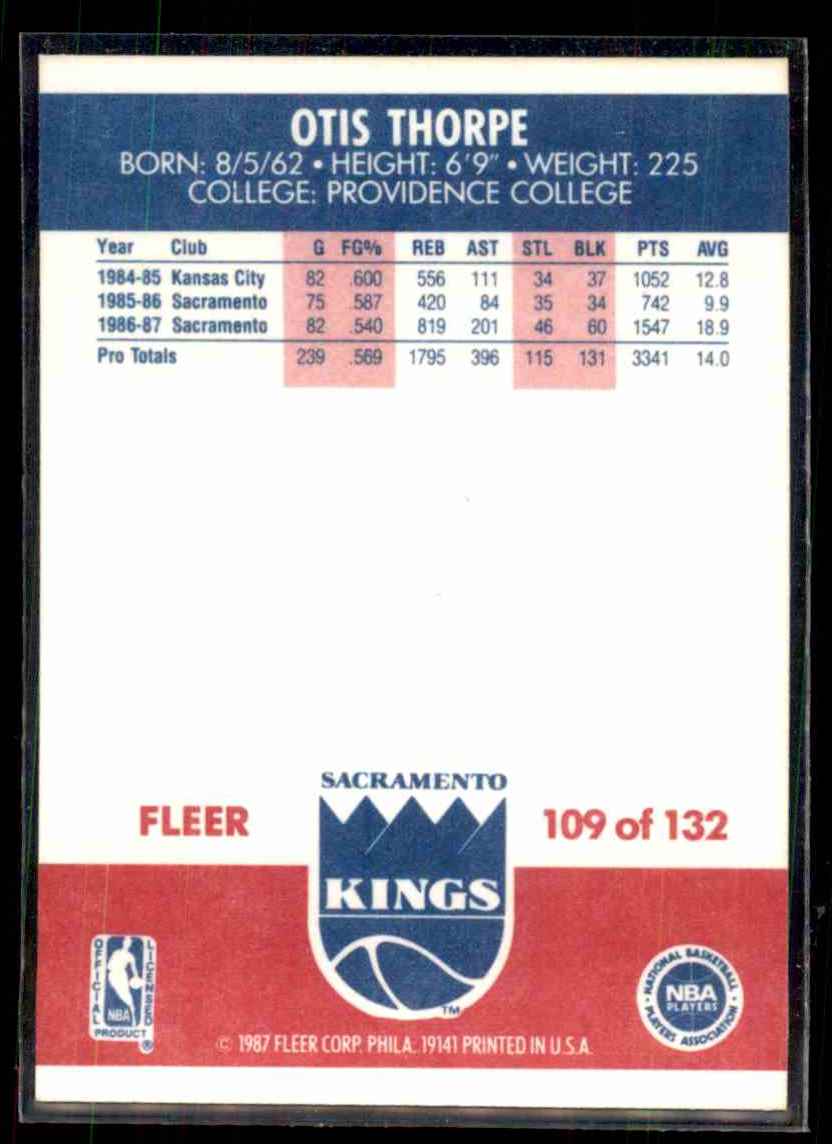 OTIS THORPE
BORN: 8/5/62 • HEIGHT: 6'9" • WEIGHT: 225
COLLEGE: PROVIDENCE COLLEGE
Year Club G FG% REB AST STL BLK PTS AVG
1984-85 Kansas City 82 .600 556 111 34 37 1052 12.8
1985-86 Sacramento 75 .587 420 84 35 34 742 9.9
1986-87 Sacramento 82 .540 819 201 46 60 1547 18.9
Pro Totals 239 .569 1795 396 115 131 3341 14.0
SACRAMENTO
FLEER
109 of 132
KINGS
TM
OFFICIAL
LICENSED
NBA
PRODUCT
®
NATIONAL BASKETBALL
NBA
PLAYERS
PLAYERS ASSOCIATION
© 1987 FLEER CORP. PHILA. 19141 PRINTED IN U.S.A.